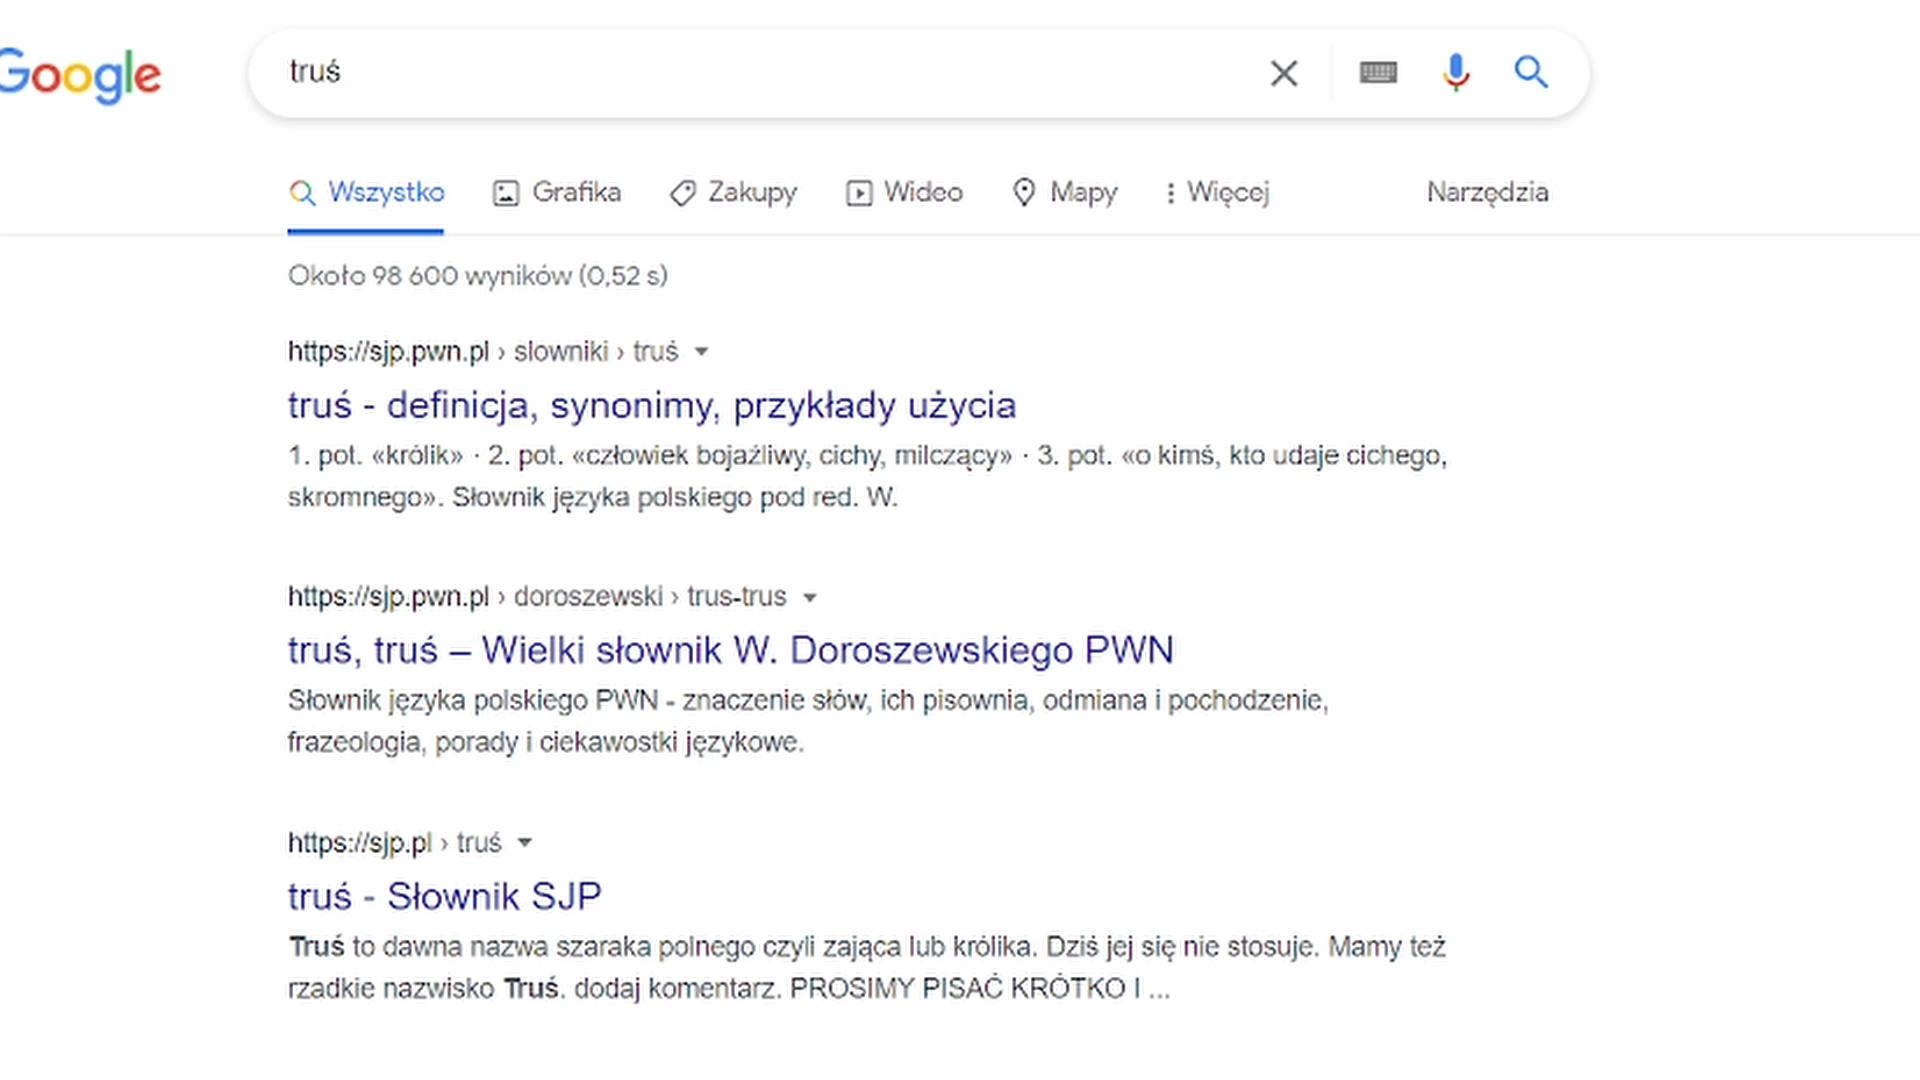 Google
truś
Wszystko Grafika Zakupy Wideo Mapy Więcej Narzędzia
Około 98 600 wyników (0,52 s)
https://sjp.pwn.pl › slowniki › truś
truś - definicja, synonimy, przykłady użycia
1. pot. «królik» · 2. pot. «człowiek bojaźliwy, cichy, milczący» · 3. pot. «o kimś, kto udaje cichego,
skromnego». Słownik języka polskiego pod red. W.
https://sjp.pwn.pl › doroszewski › trus-trus
truś, truś – Wielki słownik W. Doroszewskiego PWN
Słownik języka polskiego PWN - znaczenie słów, ich pisownia, odmiana i pochodzenie,
frazeologia, porady i ciekawostki językowe.
https://sjp.pl › truś
truś - Słownik SJP
Truś to dawna nazwa szaraka polnego czyli zająca lub królika. Dziś jej się nie stosuje. Mamy też
rzadkie nazwisko Truś. dodaj komentarz. PROSIMY PISAĆ KRÓTKO I ...